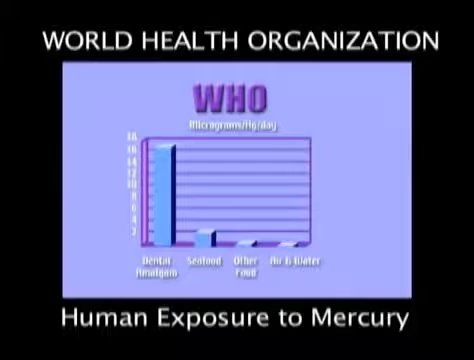 WORLD HEALTH ORGANIZATION
WHO
Micrograms/Hg/day
18
16
14
12
10
8
6
4
2
Dental Seafood Other Air & Water
Amalgam Food
Human Exposure to Mercury